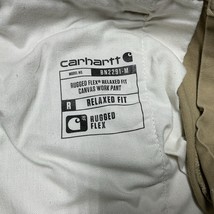 carhartt
MODEL NO. BN2291-M
RUGGED FLEX® RELAXED FIT
CANVAS WORK PANT
R RELAXED FIT
RUGGED
FLEX